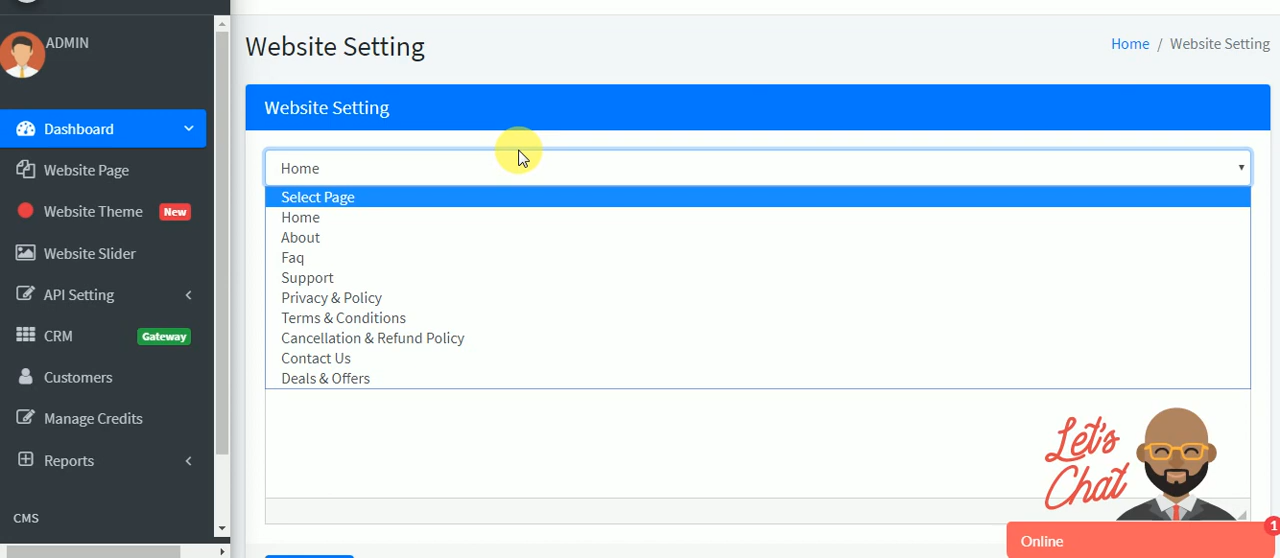 ADMIN
Dashboard
Website Page
Website Theme New
Website Slider
API Setting
CRM Gateway
Customers
Manage Credits
Reports
CMS
Website Setting
Home / Website Setting
Website Setting
Home
Select Page
Home
About
Faq
Support
Privacy & Policy
Terms & Conditions
Cancellation & Refund Policy
Contact Us
Deals & Offers
Let's
Chat
1
Online